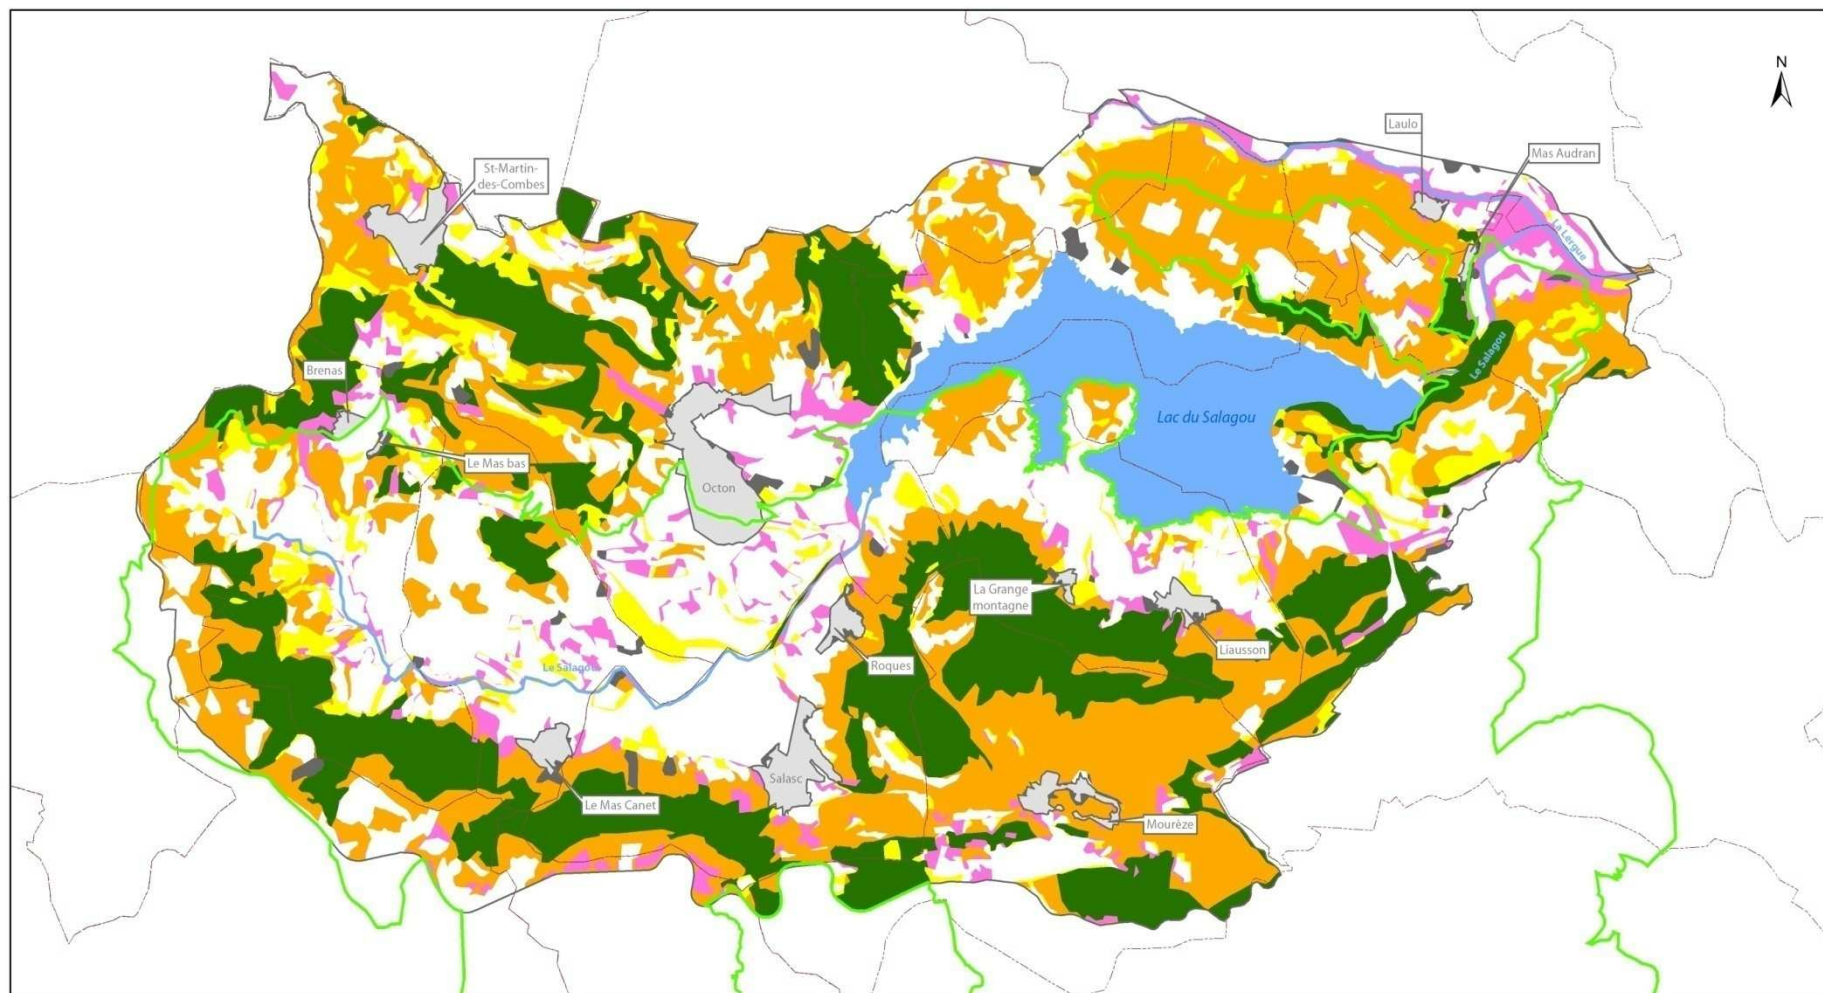 N
Laulo
Mas Audran
St-Martin-
des-Combes
La Lergue
Le Salagou
Brenas
Lac du Salagou
Le Mas bas
Octon
La Grange
montagne
Liausson
Le Salagou
Roques
Salasc
Le Mas Canet
Mourèze